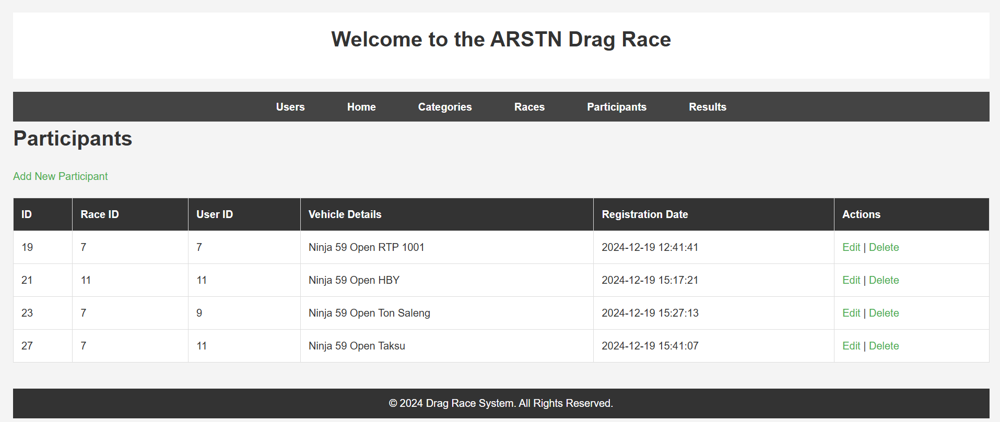 Welcome to the ARSTN Drag Race
Users Home Categories Races Participants Results
Participants
Add New Participant
ID Race ID User ID Vehicle Details Registration Date Actions
19 7 7 Ninja 59 Open RTP 1001 2024-12-19 12:41:41 Edit | Delete
21 11 11 Ninja 59 Open HBY 2024-12-19 15:17:21 Edit | Delete
23 7 9 Ninja 59 Open Ton Saleng 2024-12-19 15:27:13 Edit | Delete
27 7 11 Ninja 59 Open Taksu 2024-12-19 15:41:07 Edit | Delete
© 2024 Drag Race System. All Rights Reserved.